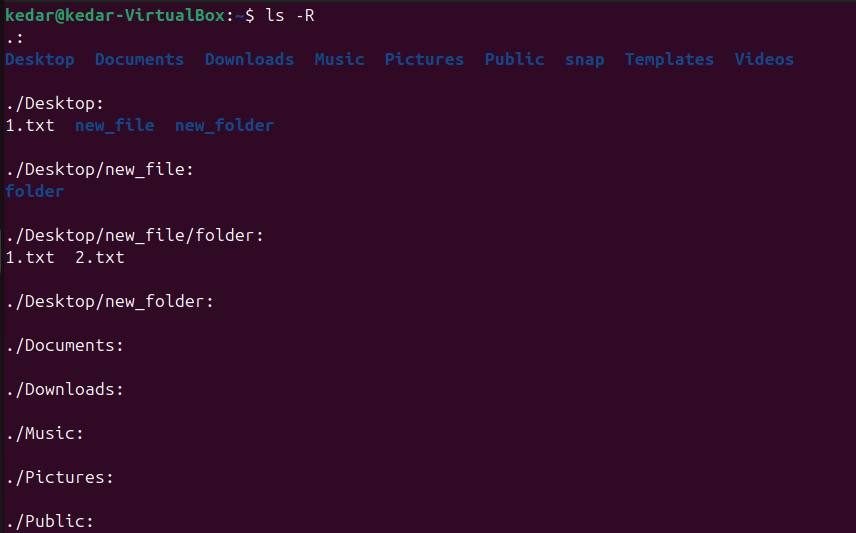 kedar@kedar-VirtualBox:~$ ls -R
.:
Desktop  Documents  Downloads  Music  Pictures  Public  snap  Templates  Videos
./Desktop:
1.txt  new_file  new_folder
./Desktop/new_file:
folder
./Desktop/new_file/folder:
1.txt  2.txt
./Desktop/new_folder:
./Documents:
./Downloads:
./Music:
./Pictures:
./Public: